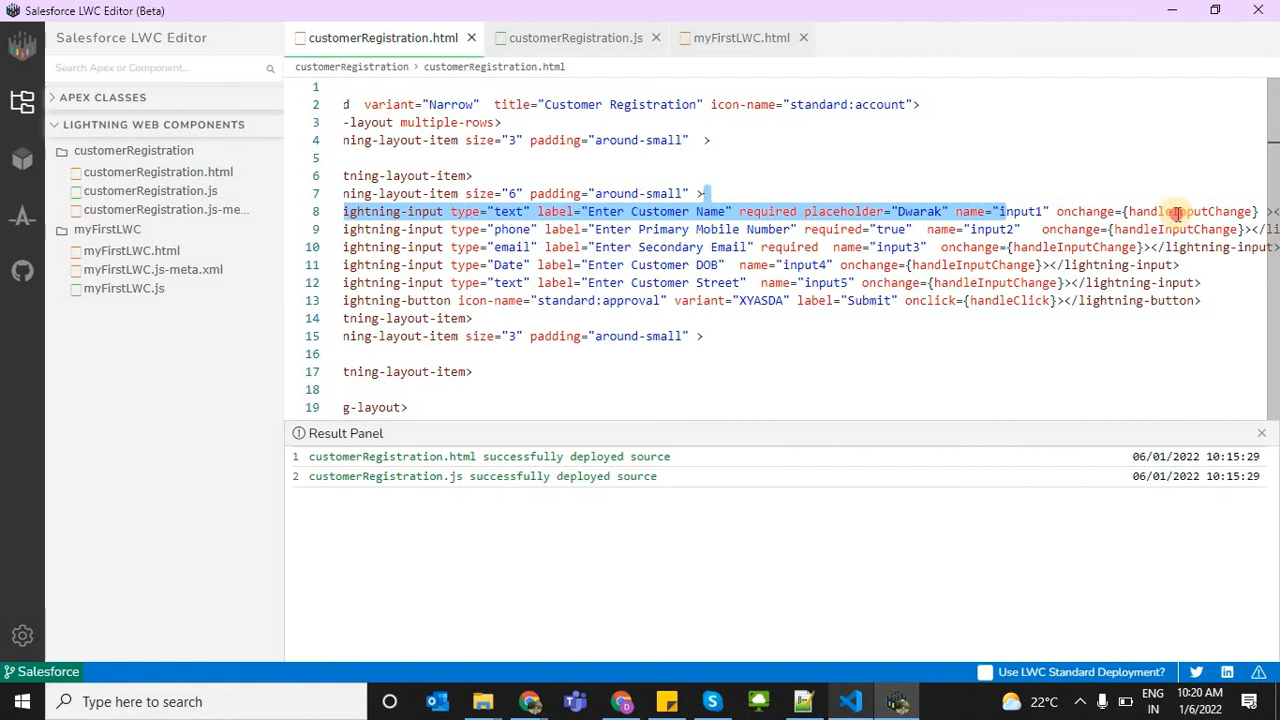 Salesforce LWC Editor (Beta)
Salesforce LWC Editor
customerRegistration.html
customerRegistration.js
myFirstLWC.html
Search Apex or Component...
customerRegistration > customerRegistration.html
APEX CLASSES
LIGHTNING WEB COMPONENTS
customerRegistration
customerRegistration.html
customerRegistration.js
customerRegistration.js-me...
myFirstLWC
myFirstLWC.html
myFirstLWC.js-meta.xml
myFirstLWC.js
1
2 d variant="Narrow" title="Customer Registration" icon-name="standard:account">
3 -layout multiple-rows>
4 ning-layout-item size="3" padding="around-small" >
5
6 tning-layout-item>
7 ning-layout-item size="6" padding="around-small" >
8 ightning-input type="text" label="Enter Customer Name" required placeholder="Dwarak" name="input1" onchange={handleInputChange} ><
9 ightning-input type="phone" label="Enter Primary Mobile Number" required="true" name="input2" onchange={handleInputChange}></li
10 ightning-input type="email" label="Enter Secondary Email" required name="input3" onchange={handleInputChange}></lightning-input>
11 ightning-input type="Date" label="Enter Customer DOB" name="input4" onchange={handleInputChange}></lightning-input>
12 ightning-input type="text" label="Enter Customer Street" name="input5" onchange={handleInputChange}></lightning-input>
13 ightning-button icon-name="standard:approval" variant="XYASDA" label="Submit" onclick={handleClick}></lightning-button>
14 tning-layout-item>
15 ning-layout-item size="3" padding="around-small" >
16
17 tning-layout-item>
18
19 g-layout>
Result Panel
1 customerRegistration.html successfully deployed source 06/01/2022 10:15:29
2 customerRegistration.js successfully deployed source 06/01/2022 10:15:29
Salesforce
Use LWC Standard Deployment?
Type here to search
22°C
ENG
IN
10:20 AM
1/6/2022